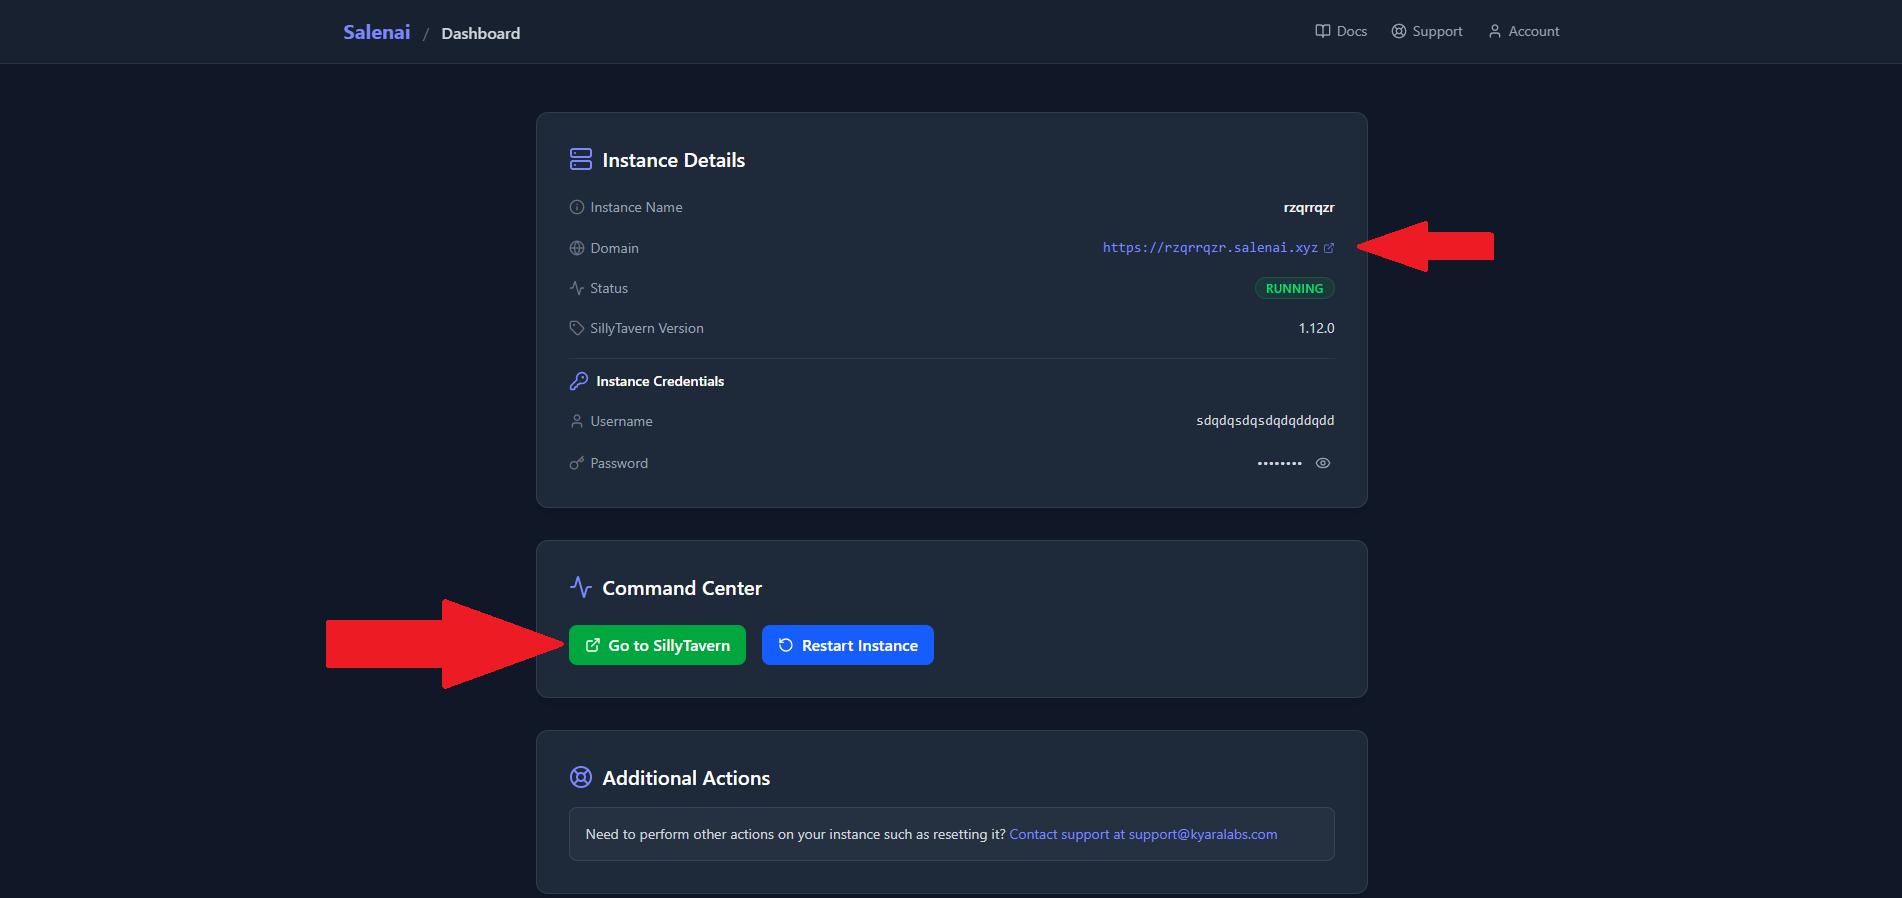 Salenai / Dashboard
Docs Support Account
Instance Details
Instance Name rzqrrqzr
Domain https://rzqrrqzr.salenai.xyz
Status RUNNING
SillyTavern Version 1.12.0
Instance Credentials
Username sdqdqsdqsdqdqddqdd
Password ••••••••
Command Center
Go to SillyTavern Restart Instance
Additional Actions
Need to perform other actions on your instance such as resetting it? Contact support at support@kyaralabs.com